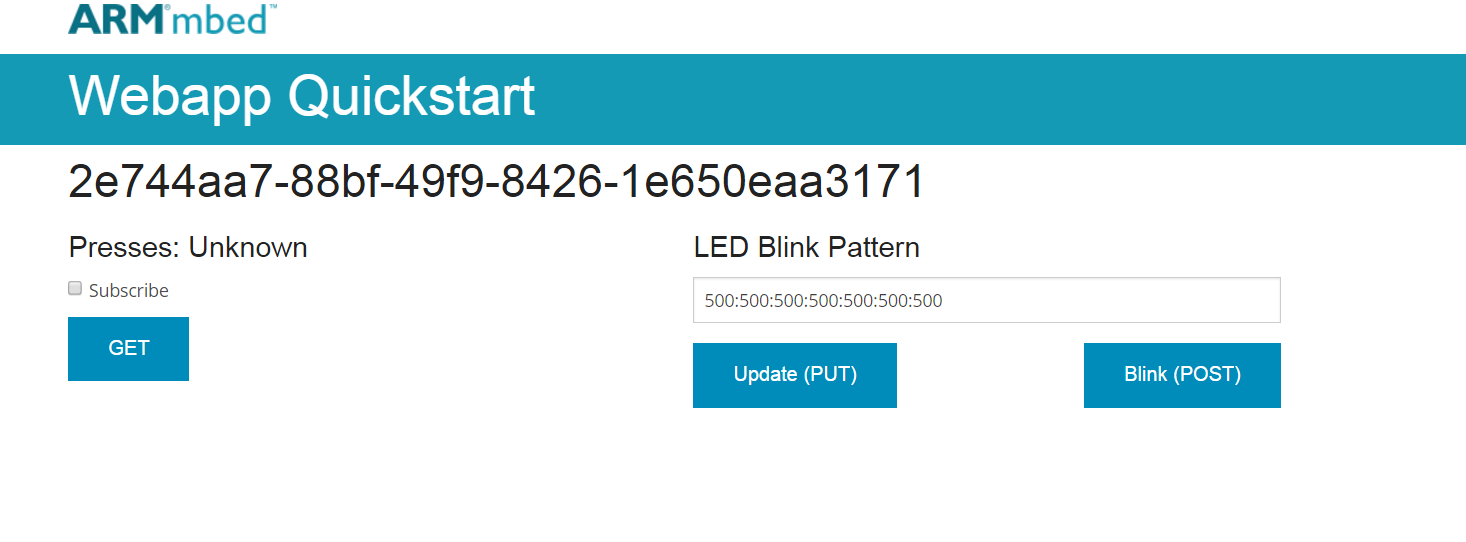 ARM®mbed™
Webapp Quickstart
2e744aa7-88bf-49f9-8426-1e650eaa3171
Presses: Unknown
Subscribe
GET
LED Blink Pattern
500:500:500:500:500:500:500
Update (PUT)
Blink (POST)